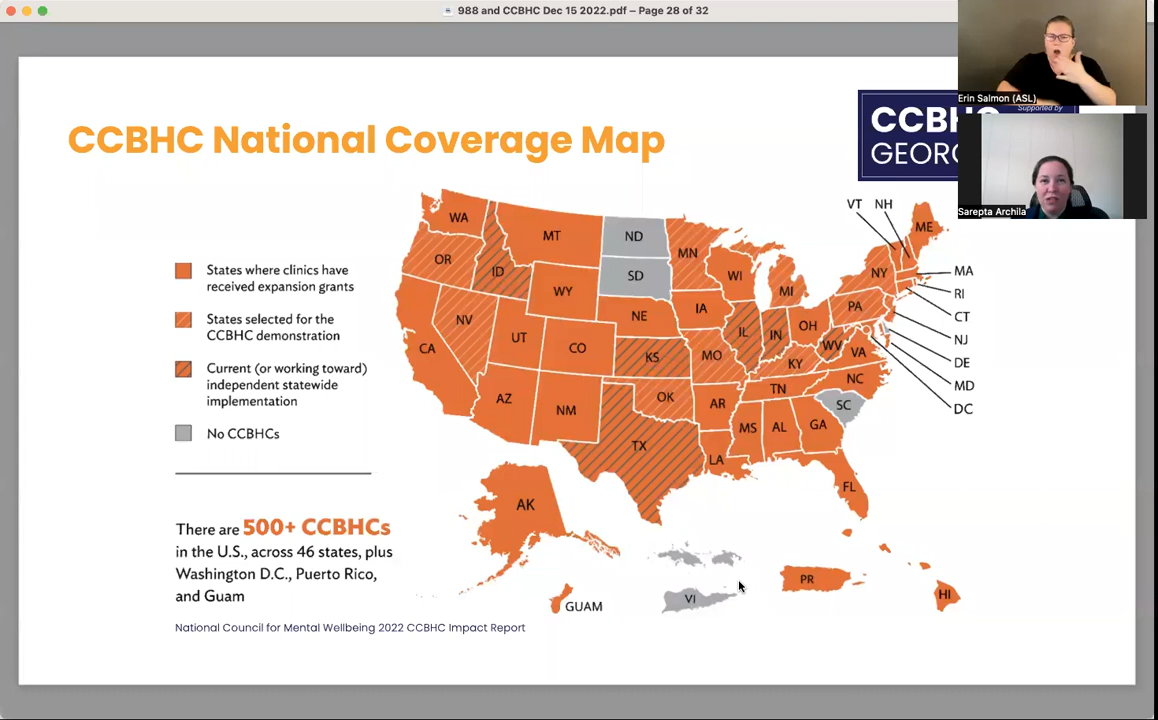 988 and CCBHC Dec 15 2022.pdf – Page 28 of 32
Erin Salmon (ASL)
Supported by
CCBHC
GEORG
Sarepta Archila
CCBHC National Coverage Map
States where clinics have
received expansion grants
States selected for the
CCBHC demonstration
Current (or working toward)
independent statewide
implementation
No CCBHCs
There are 500+ CCBHCs
in the U.S., across 46 states, plus
Washington D.C., Puerto Rico,
and Guam
National Council for Mental Wellbeing 2022 CCBHC Impact Report
VT NH
WA MT ND MN ME
OR ID SD WI MI NY MA
WY RI
NV NE IA PA CT
CA UT CO KS IL IN OH WV NJ
MO KY VA DE
AZ NM OK AR TN NC MD
SC DC
TX MS AL GA
LA
FL
AK
GUAM VI PR HI